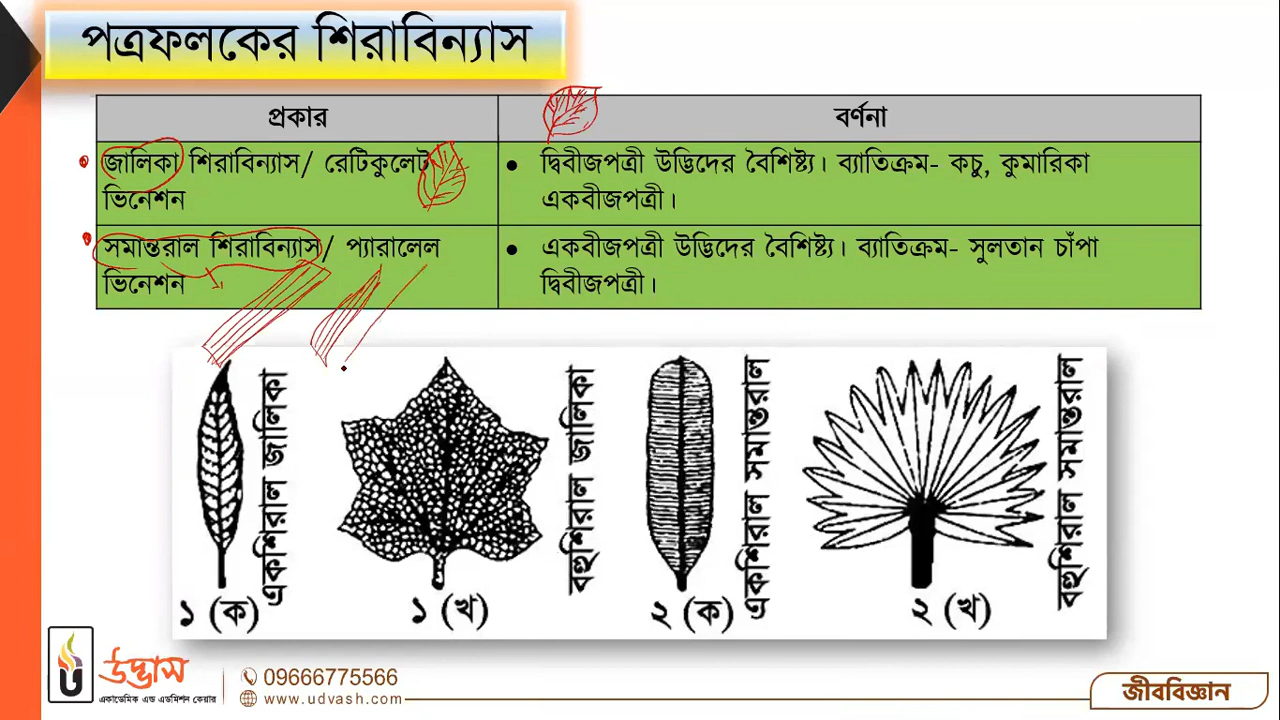 পত্রফলকের শিরাবিন্যাস
প্রকার
বর্ণনা
জালিকা শিরাবিন্যাস/ রেটিকুলেট
ভিনেশন
● দ্বিবীজপত্রী উদ্ভিদের বৈশিষ্ট্য। ব্যাতিক্রম- কচু, কুমারিকা
একবীজপত্রী।
সমান্তরাল শিরাবিন্যাস/ প্যারালেল
ভিনেশন
● একবীজপত্রী উদ্ভিদের বৈশিষ্ট্য। ব্যাতিক্রম- সুলতান চাঁপা
দ্বিবীজপত্রী।
একশিরাল জালিকা
বহুশিরাল জালিকা
একশিরাল সমান্তরাল
বহুশিরাল সমান্তরাল
১ (ক)
১ (খ)
২ (ক)
২ (খ)
উদ্ভাস
একাডেমিক এন্ড এডমিশন কেয়ার
09666775566
www.udvash.com
জীববিজ্ঞান